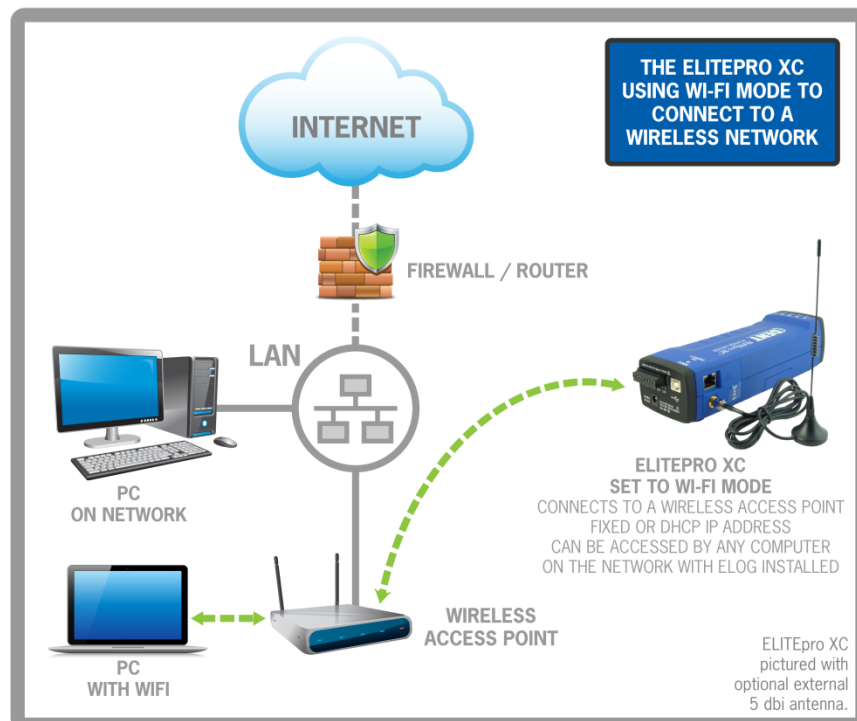 THE ELITEPRO XC
USING WI-FI MODE TO
CONNECT TO A
WIRELESS NETWORK
INTERNET
FIREWALL / ROUTER
LAN
PC
ON NETWORK
ELITEPRO XC
SET TO WI-FI MODE
CONNECTS TO A WIRELESS ACCESS POINT
FIXED OR DHCP IP ADDRESS
CAN BE ACCESSED BY ANY COMPUTER
ON THE NETWORK WITH ELOG INSTALLED
WIRELESS
ACCESS POINT
PC
WITH WIFI
ELITEpro XC
pictured with
optional external
5 dbi antenna.